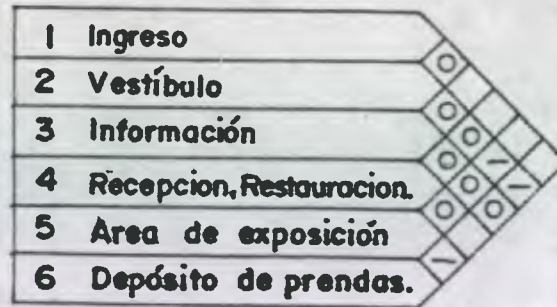 1 Ingreso
2 Vestíbulo
3 Información
4 Recepcion, Restauracion.
5 Area de exposición
6 Depósito de prendas.